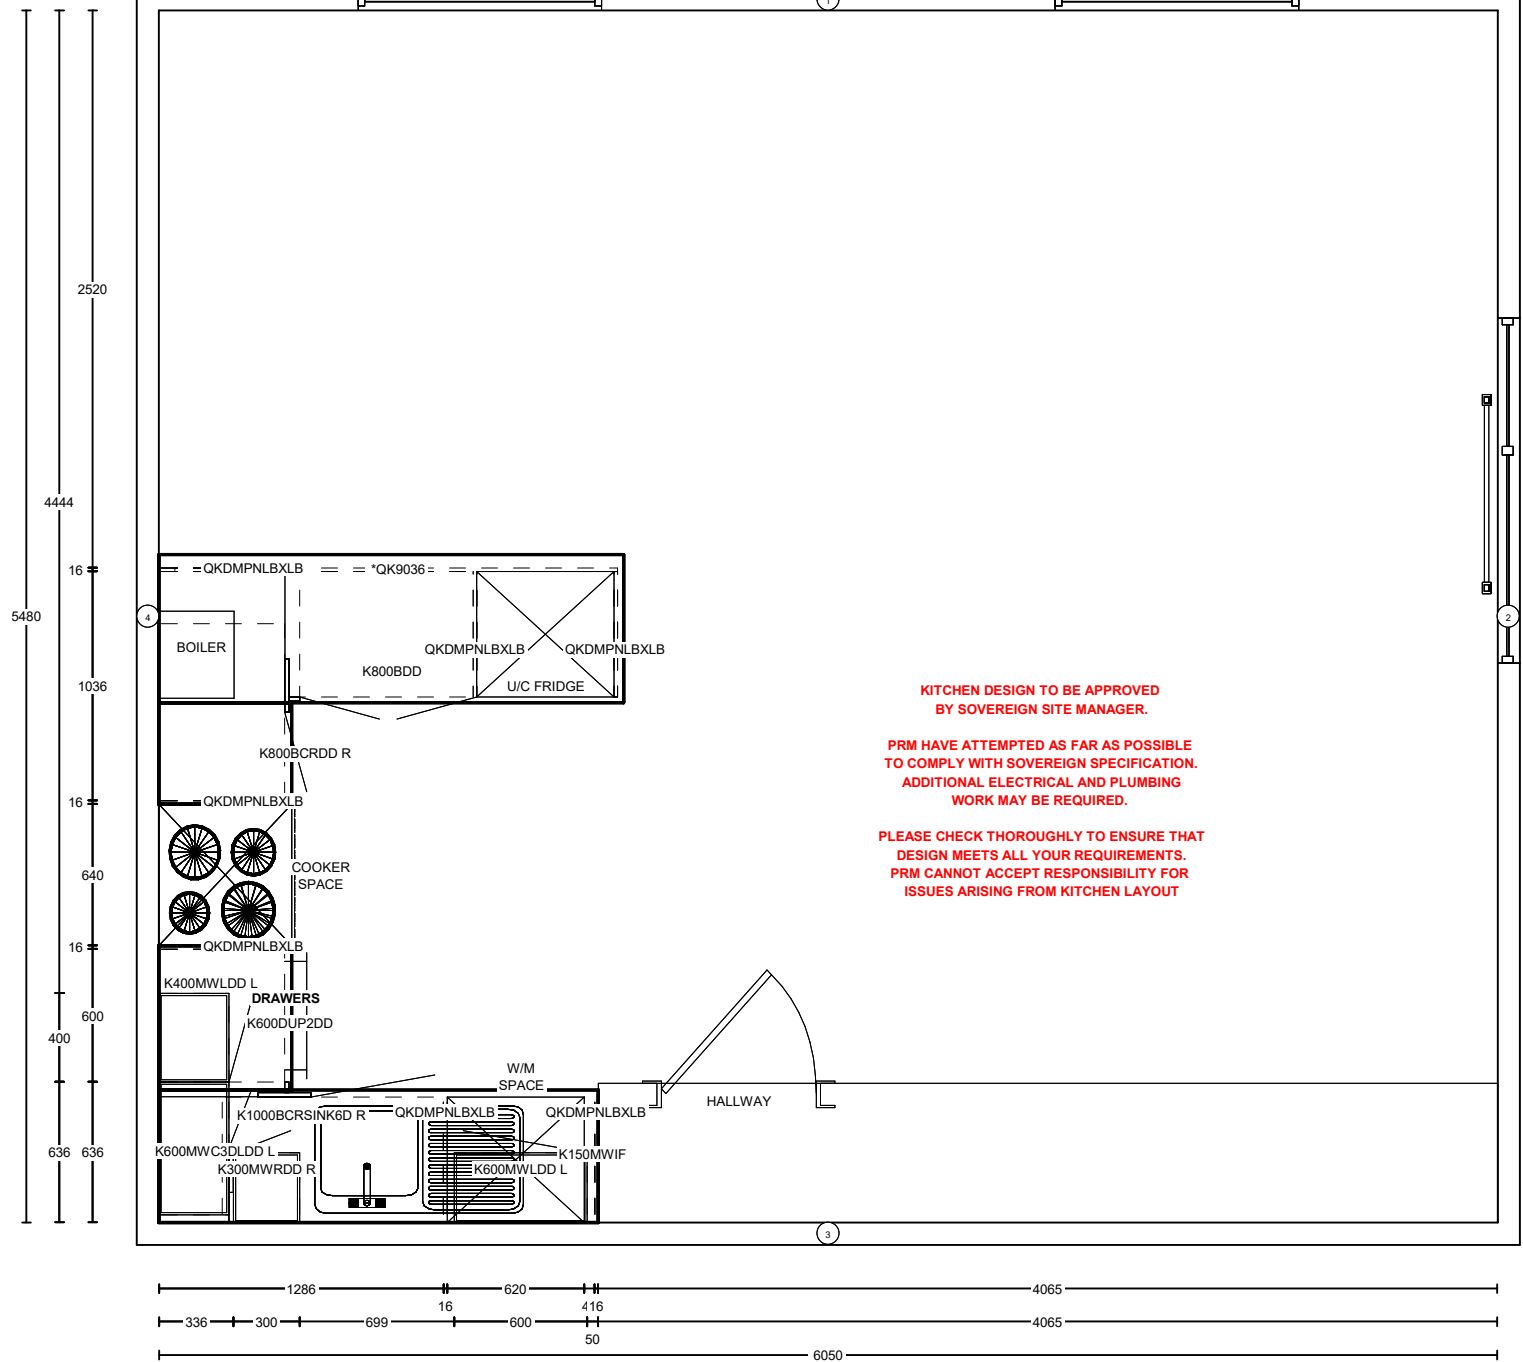 1
2520
4444
16
QKDMPNLBXLB
*QK9036
5480
4
2
BOILER
QKDMPNLBXLB
QKDMPNLBXLB
K800BDD
1036
U/C FRIDGE
KITCHEN DESIGN TO BE APPROVED
BY SOVEREIGN SITE MANAGER.
PRM HAVE ATTEMPTED AS FAR AS POSSIBLE
TO COMPLY WITH SOVEREIGN SPECIFICATION.
ADDITIONAL ELECTRICAL AND PLUMBING
WORK MAY BE REQUIRED.
PLEASE CHECK THOROUGHLY TO ENSURE THAT
DESIGN MEETS ALL YOUR REQUIREMENTS.
PRM CANNOT ACCEPT RESPONSIBILITY FOR
ISSUES ARISING FROM KITCHEN LAYOUT
K800BCRDD R
16
QKDMPNLBXLB
COOKER
SPACE
640
16
QKDMPNLBXLB
K400MWLDD L
DRAWERS
600
K600DUP2DD
400
W/M
SPACE
HALLWAY
K1000BCRSINK6D R
QKDMPNLBXLB
QKDMPNLBXLB
636
636
K600MWC3DLDD L
K150MWIF
K300MWRDD R
K600MWLDD L
3
1286
620
4065
16
416
336
300
699
600
4065
50
6050